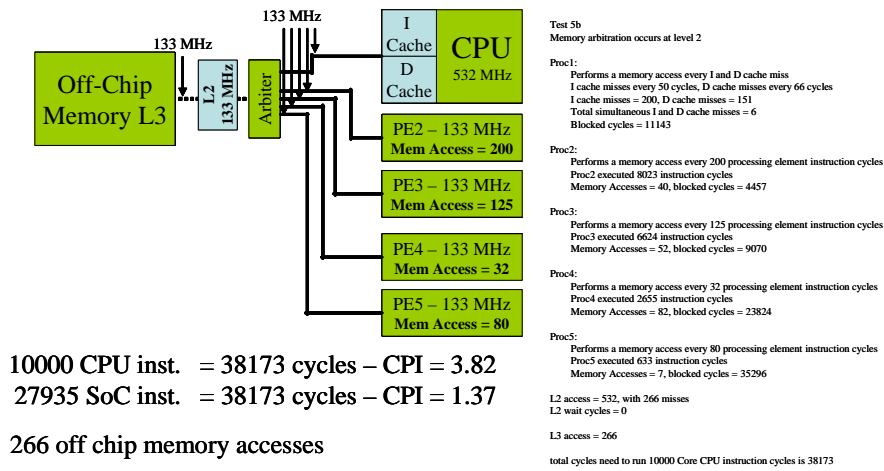 133 MHz
133 MHz
Off-Chip
Memory L3
L2
133 MHz
Arbiter
I
Cache
D
Cache
CPU
532 MHz
PE2 – 133 MHz
Mem Access = 200
PE3 – 133 MHz
Mem Access = 125
PE4 – 133 MHz
Mem Access = 32
PE5 – 133 MHz
Mem Access = 80
10000 CPU inst. = 38173 cycles – CPI = 3.82
27935 SoC inst. = 38173 cycles – CPI = 1.37
266 off chip memory accesses
Test 5b
Memory arbitration occurs at level 2
Proc1:
Performs a memory access every I and D cache miss
I cache misses every 50 cycles, D cache misses every 66 cycles
I cache misses = 200, D cache misses = 151
Total simultaneous I and D cache misses = 6
Blocked cycles = 11143
Proc2:
Performs a memory access every 200 processing element instruction cycles
Proc2 executed 8023 instruction cycles
Memory Accesses = 40, blocked cycles = 4457
Proc3:
Performs a memory access every 125 processing element instruction cycles
Proc3 executed 6624 instruction cycles
Memory Accesses = 52, blocked cycles = 9070
Proc4:
Performs a memory access every 32 processing element instruction cycles
Proc4 executed 2655 instruction cycles
Memory Accesses = 82, blocked cycles = 23824
Proc5:
Performs a memory access every 80 processing element instruction cycles
Proc5 executed 633 instruction cycles
Memory Accesses = 7, blocked cycles = 35296
L2 access = 532, with 266 misses
L2 wait cycles = 0
L3 access = 266
total cycles need to run 10000 Core CPU instruction cycles is 38173